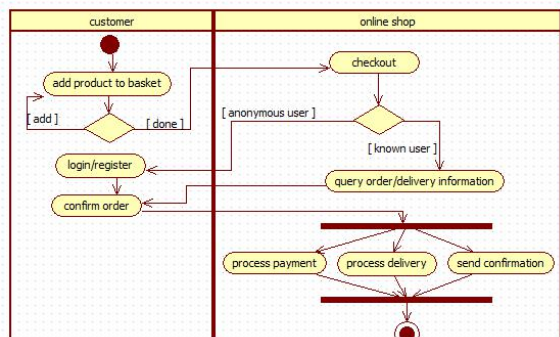 customer
online shop
add product to basket
checkout
[ add ]
[ done ]
[ anonymous user ]
[ known user ]
login/register
query order/delivery information
confirm order
process payment
process delivery
send confirmation